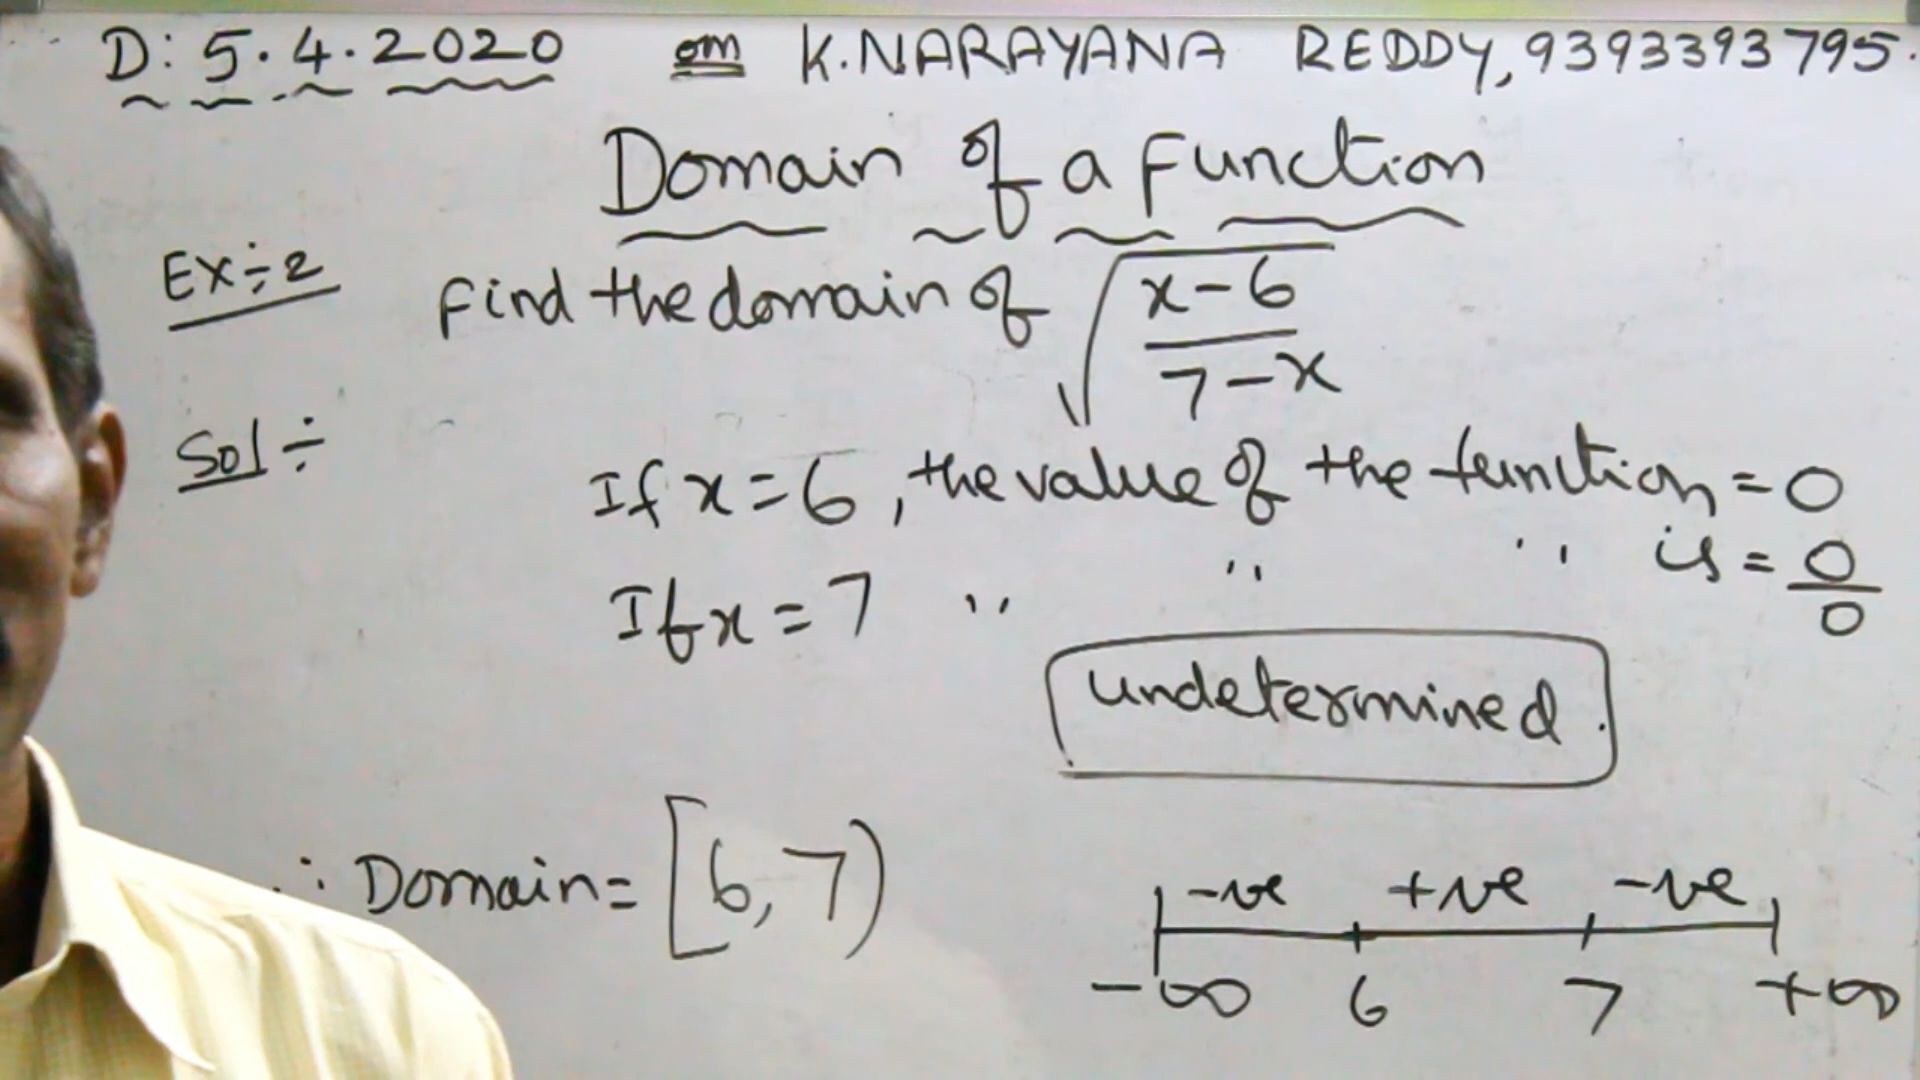 D: 5.4.2020 om K.NARAYANA REDDY, 9393393795.
Domain of a Function
Ex÷2 Find the domain of √((x-6)/(7-x))
Sol÷
If x=6, the value of the function = 0
If x=7 " " " is = 0/0
undetermined.
∴ Domain = [6,7)
-ve +ve -ve
-∞ 6 7 +∞